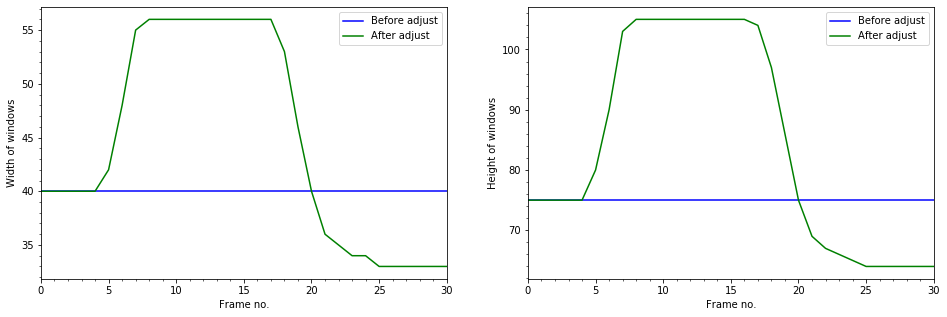 Before adjust
After adjust
55
50
45
40
35
Width of windows
0
5
10
15
20
25
30
Frame no.
Before adjust
After adjust
100
90
80
70
Height of windows
0
5
10
15
20
25
30
Frame no.